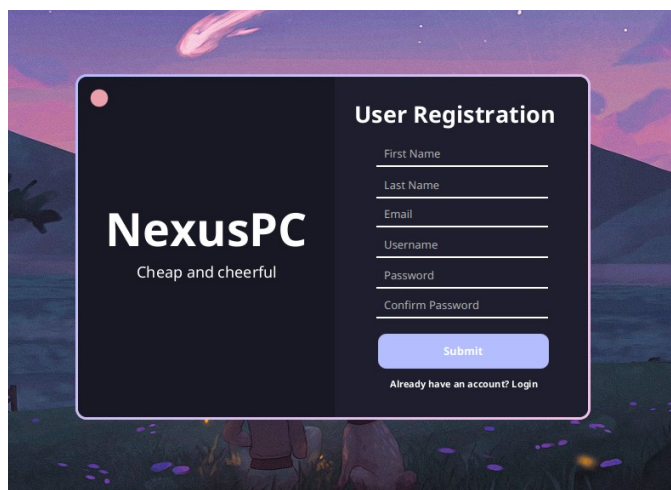 NexusPC
Cheap and cheerful
User Registration
First Name
Last Name
Email
Username
Password
Confirm Password
Submit
Already have an account? Login